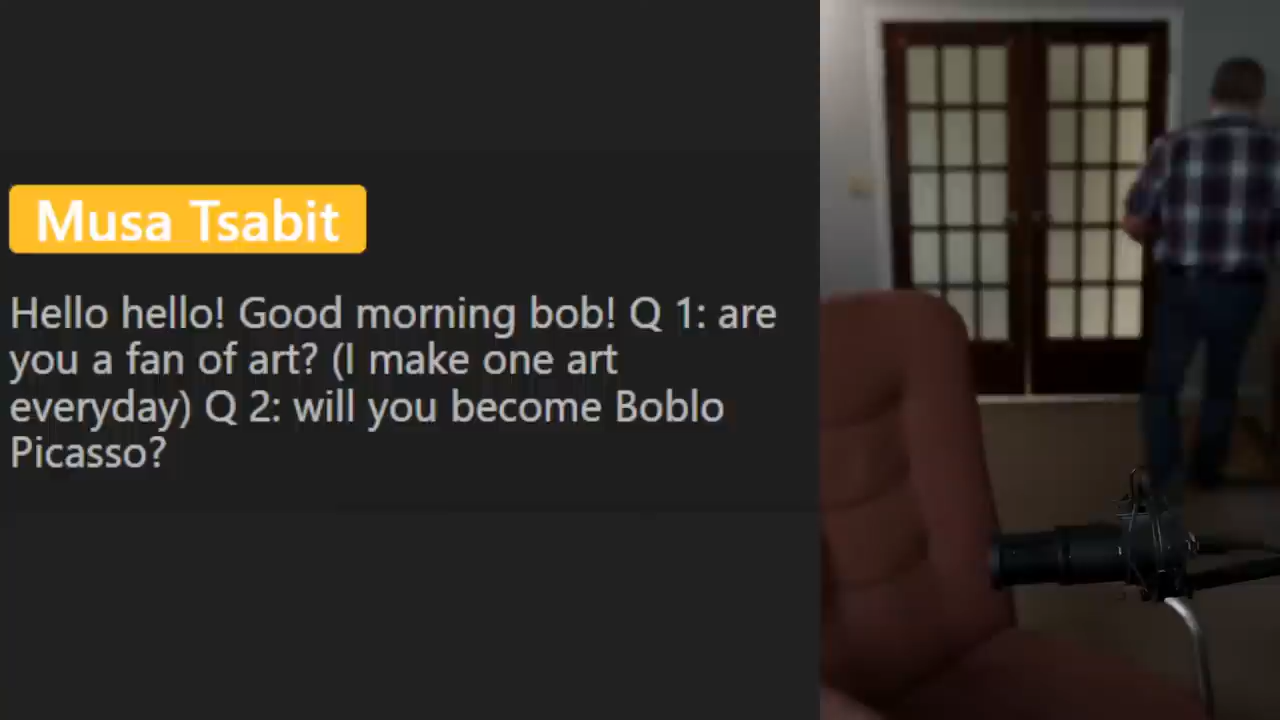 Musa Tsabit
Hello hello! Good morning bob! Q 1: are
you a fan of art? (I make one art
everyday) Q 2: will you become Boblo
Picasso?